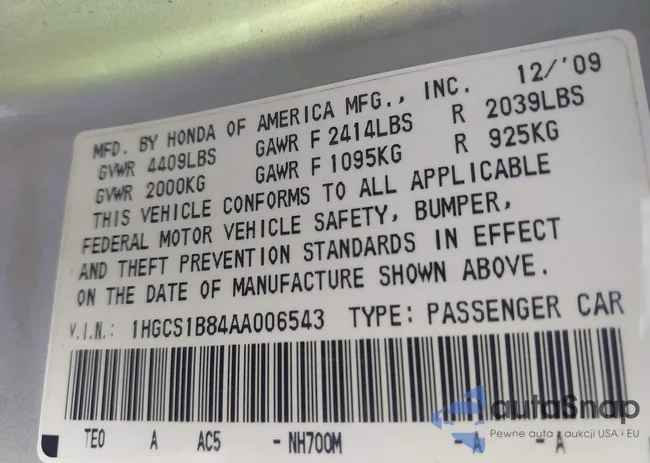 MFD. BY HONDA OF AMERICA MFG., INC. 12/'09
GVWR 4409LBS GAWR F 2414LBS R 2039LBS
GVWR 2000KG GAWR F 1095KG R 925KG
THIS VEHICLE CONFORMS TO ALL APPLICABLE
FEDERAL MOTOR VEHICLE SAFETY, BUMPER,
AND THEFT PREVENTION STANDARDS IN EFFECT
ON THE DATE OF MANUFACTURE SHOWN ABOVE.
V.I.N.: 1HGCS1B84AA006543 TYPE: PASSENGER CAR
TE0 A AC5 -NH700M -A -A
autoSnap
Pewne auta z aukcji USA i EU